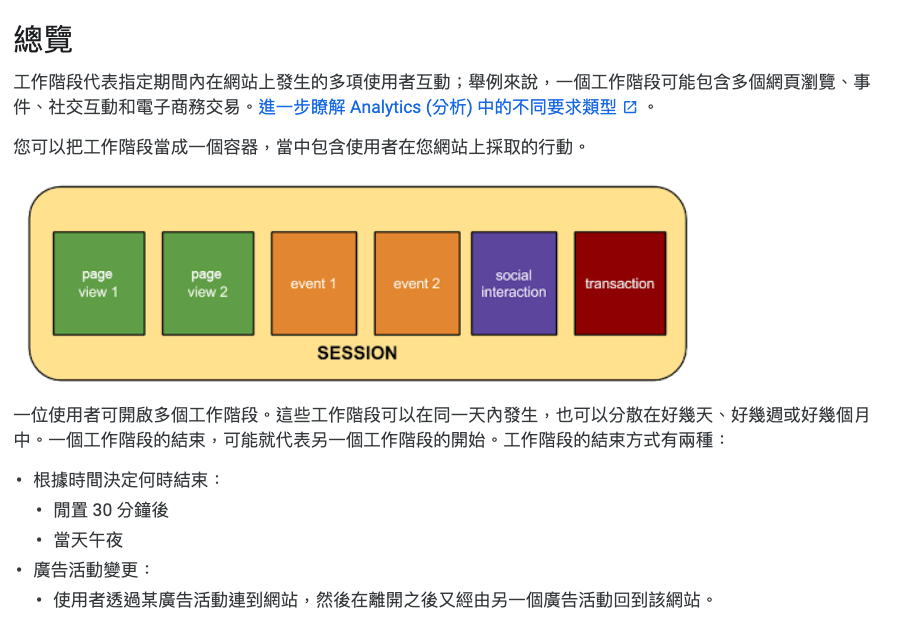 總覽
工作階段代表指定期間內在網站上發生的多項使用者互動；舉例來說，一個工作階段可能包含多個網頁瀏覽、事
件、社交互動和電子商務交易。進一步瞭解 Analytics (分析) 中的不同要求類型 。
您可以把工作階段當成一個容器，當中包含使用者在您網站上採取的行動。
page
view 1
page
view 2
event 1
event 2
social
interaction
transaction
SESSION
一位使用者可開啟多個工作階段。這些工作階段可以在同一天內發生，也可以分散在好幾天、好幾週或好幾個月
中。一個工作階段的結束，可能就代表另一個工作階段的開始。工作階段的結束方式有兩種：
• 根據時間決定何時結束：
• 閒置 30 分鐘後
• 當天午夜
• 廣告活動變更：
• 使用者透過某廣告活動連到網站，然後在離開之後又經由另一個廣告活動回到該網站。